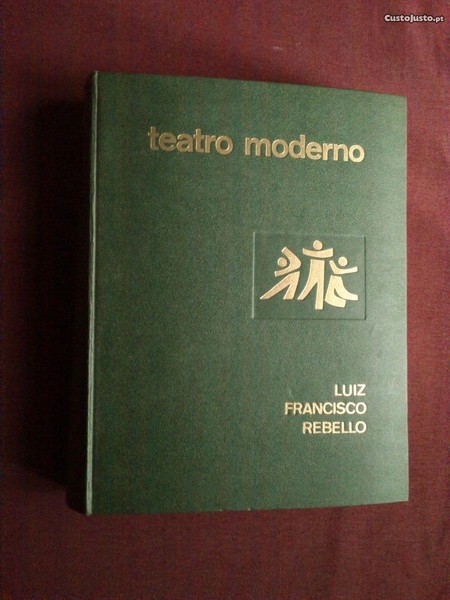 CustoJusto.pt
teatro moderno
LUIZ
FRANCISCO
REBELLO